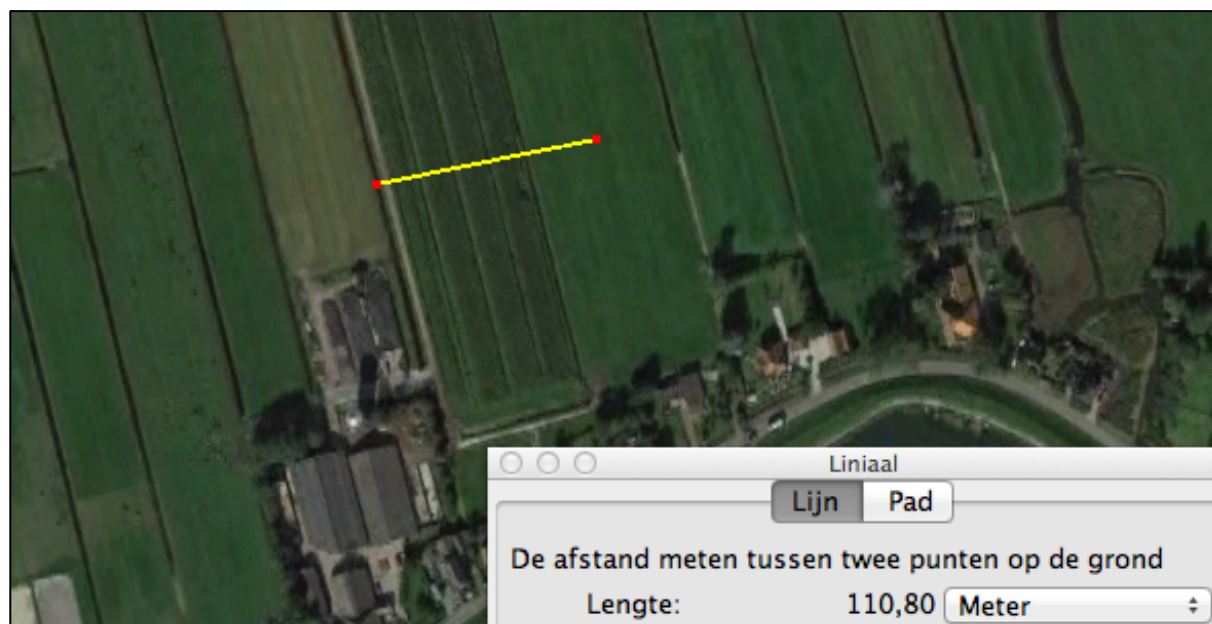 Liniaal
Lijn Pad
De afstand meten tussen twee punten op de grond
Lengte: 110,80 Meter